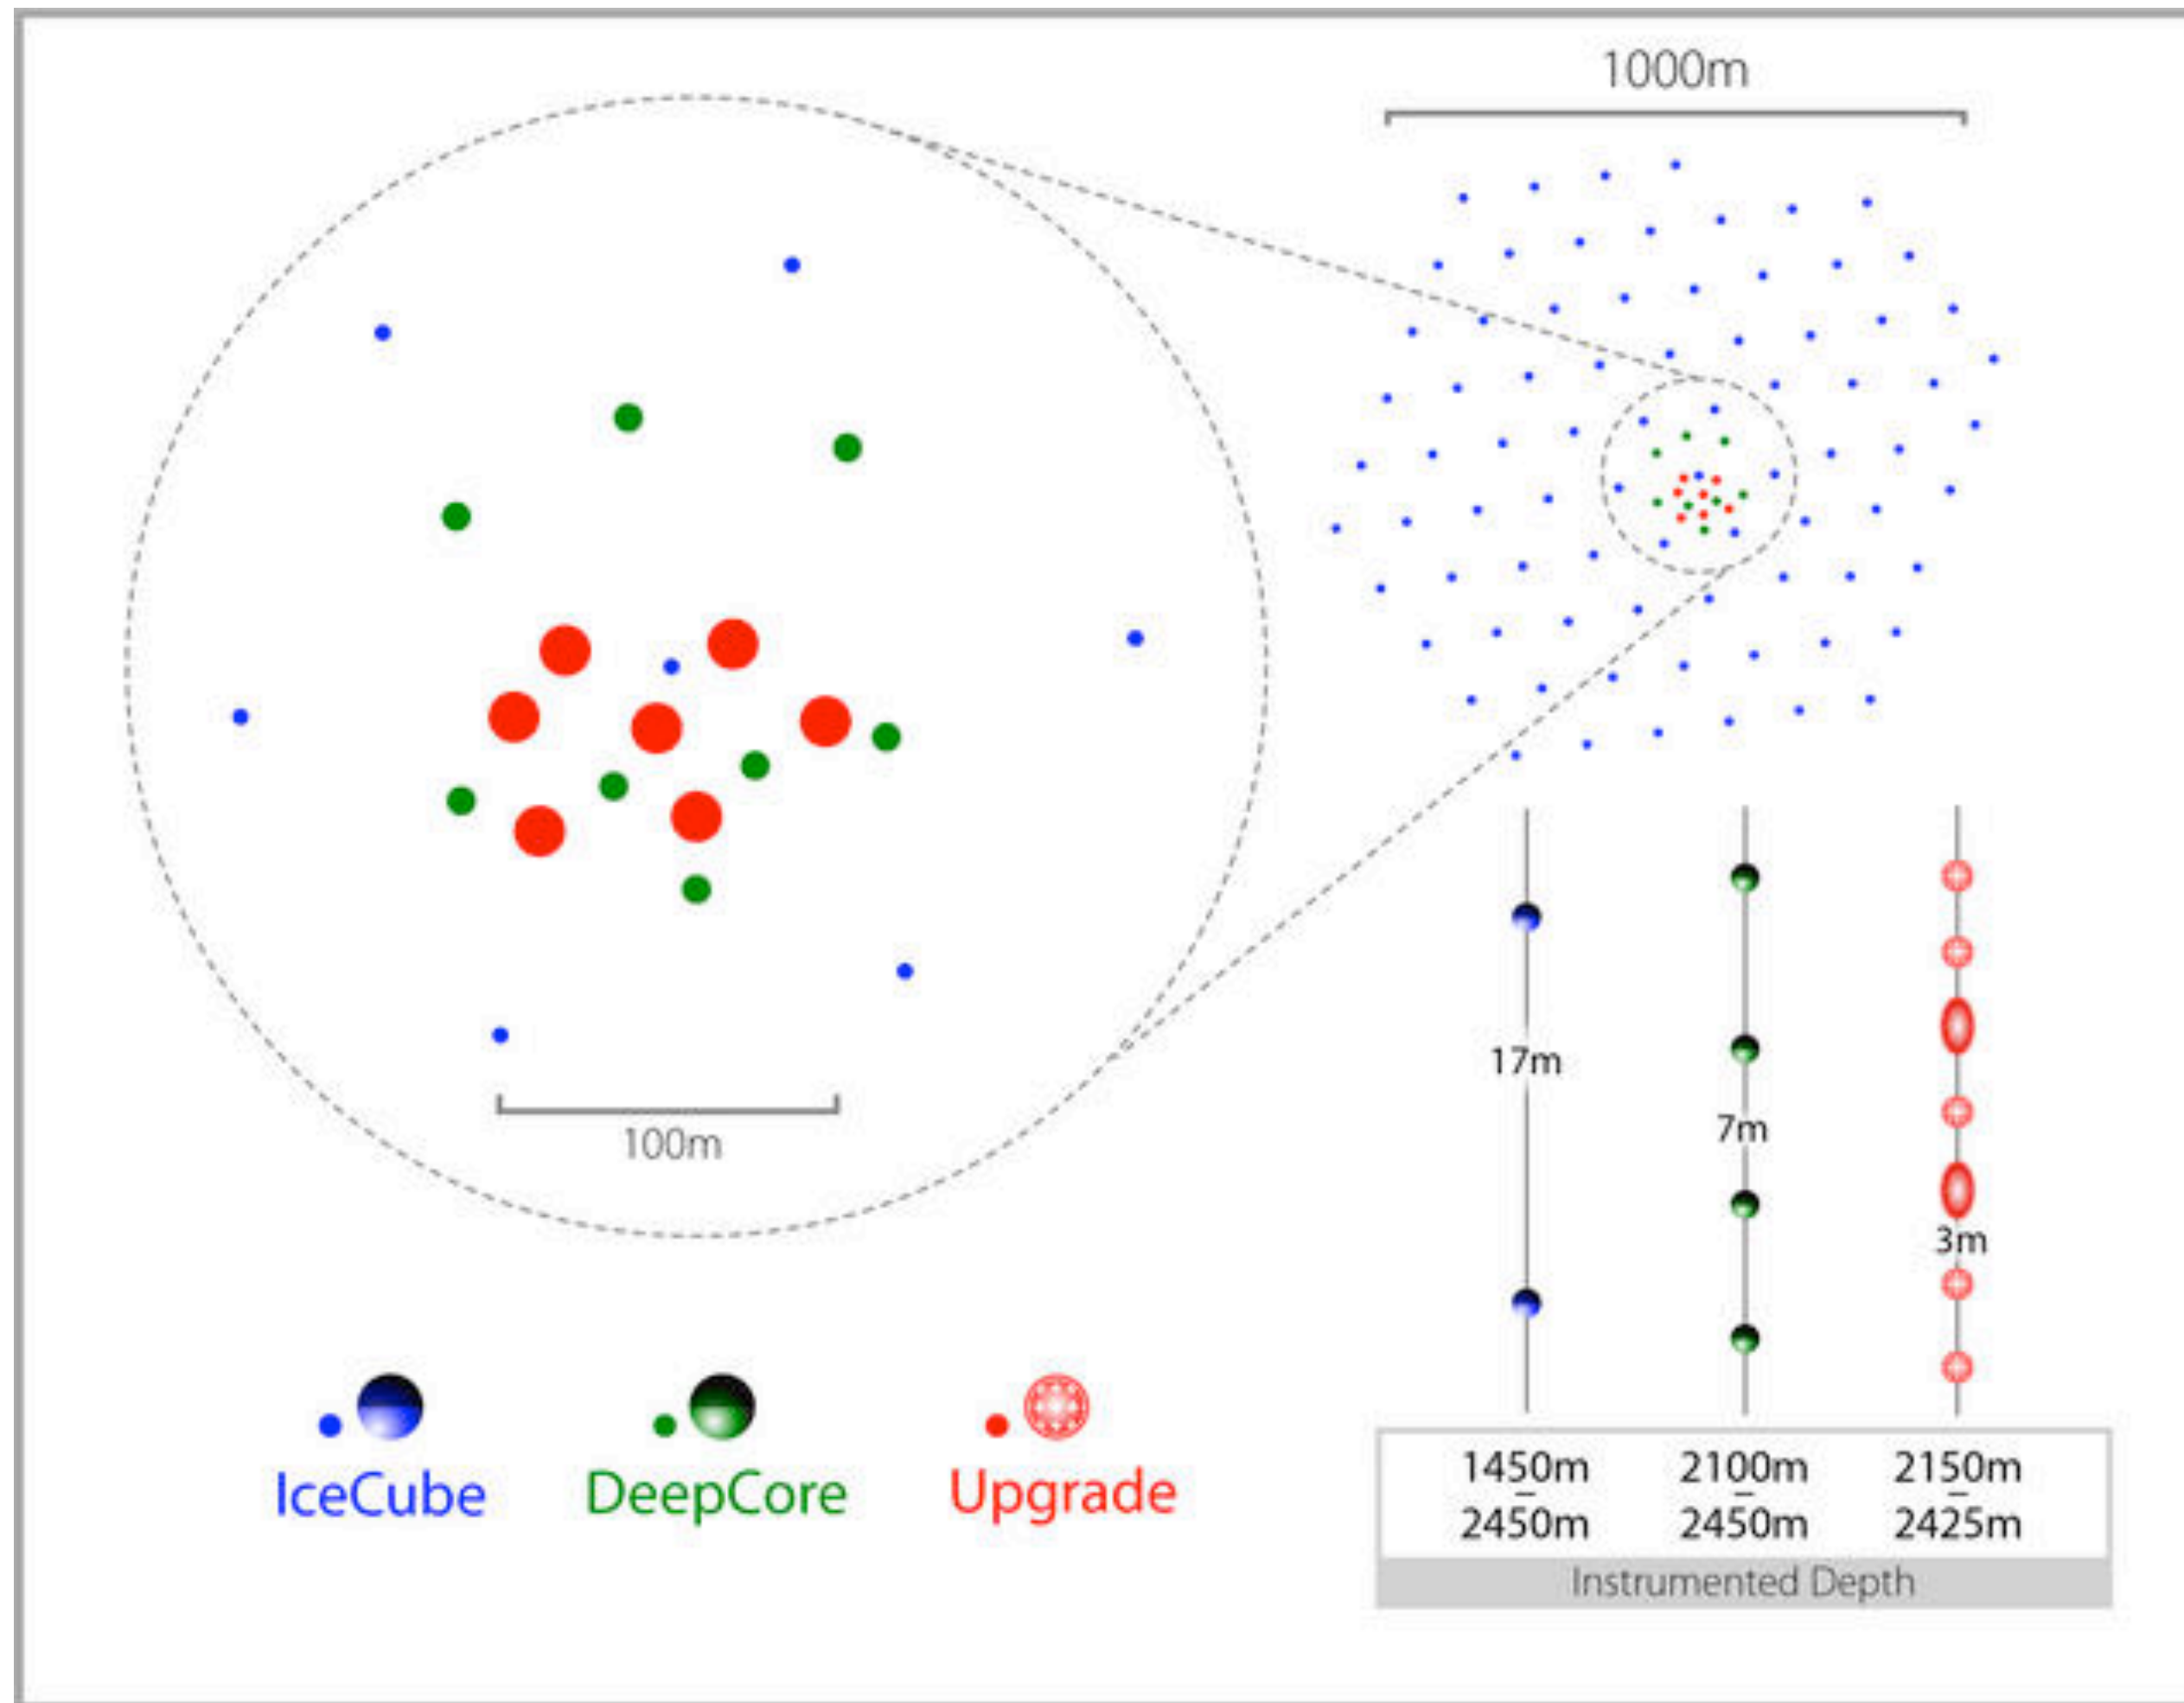 1000m
100m
17m
7m
3m
IceCube
DeepCore
Upgrade
1450m 2100m 2150m
– – –
2450m 2450m 2425m
Instrumented Depth